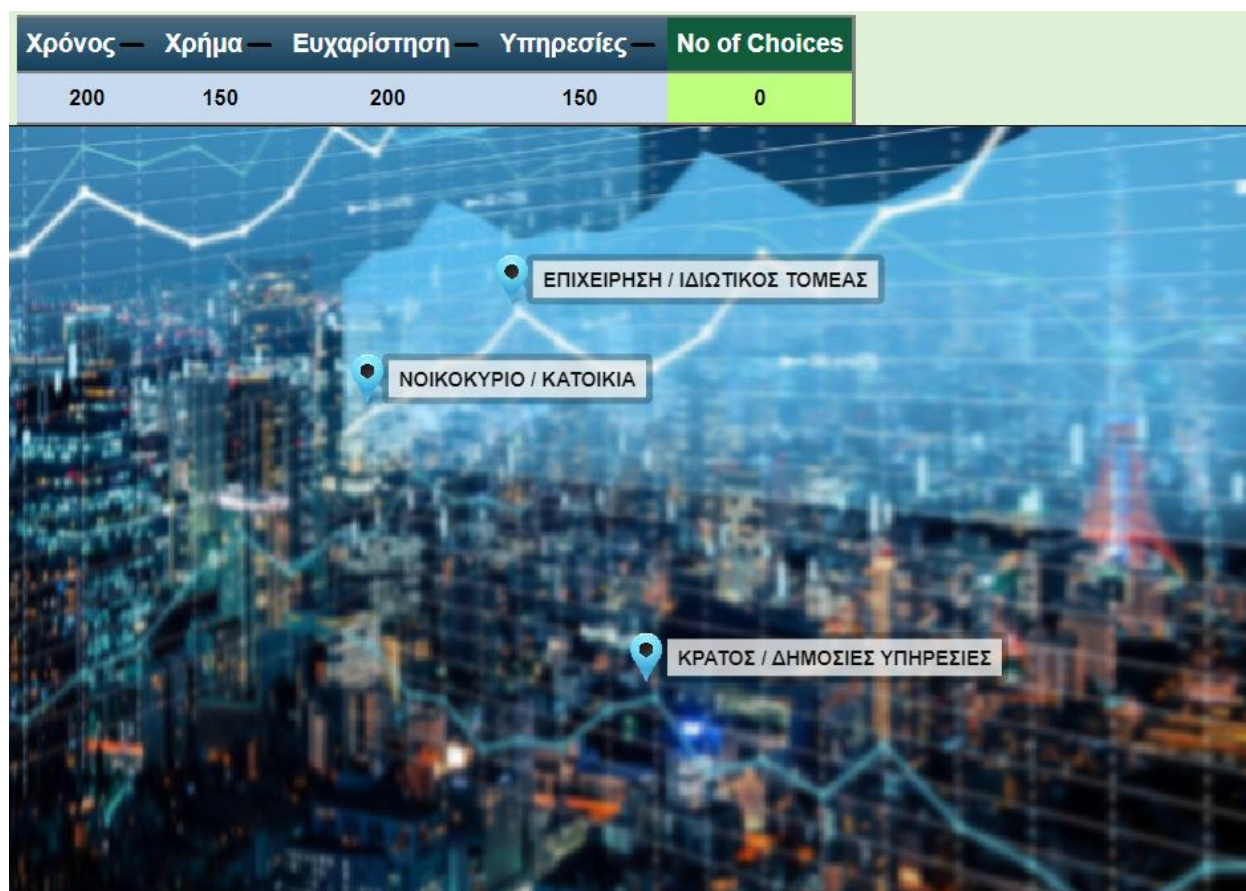 Χρόνος Χρήμα Ευχαρίστηση Υπηρεσίες No of Choices
200 150 200 150 0
ΕΠΙΧΕΙΡΗΣΗ / ΙΔΙΩΤΙΚΟΣ ΤΟΜΕΑΣ
ΝΟΙΚΟΚΥΡΙΟ / ΚΑΤΟΙΚΙΑ
ΚΡΑΤΟΣ / ΔΗΜΟΣΙΕΣ ΥΠΗΡΕΣΙΕΣ